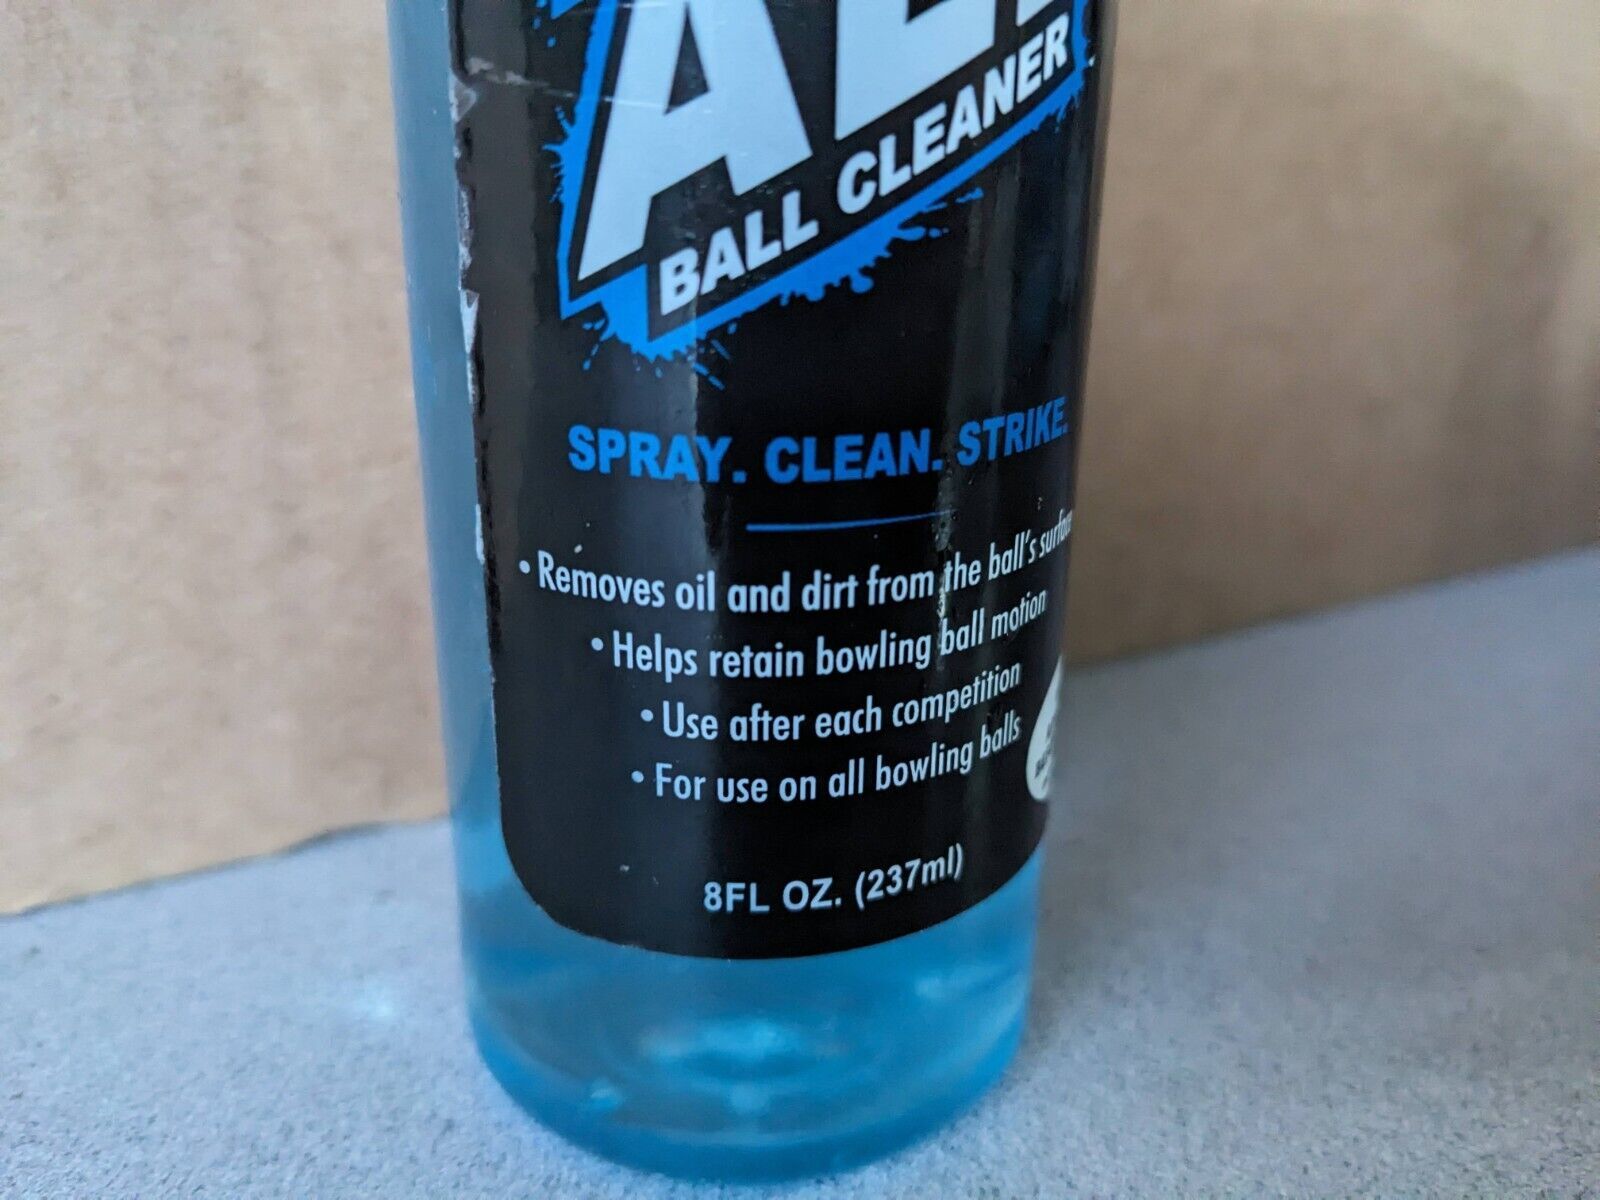 BALL CLEANER
SPRAY. CLEAN. STRIKE.
• Removes oil and dirt from the ball's surface
• Helps retain bowling ball motion
• Use after each competition
• For use on all bowling balls
8FL OZ. (237ml)